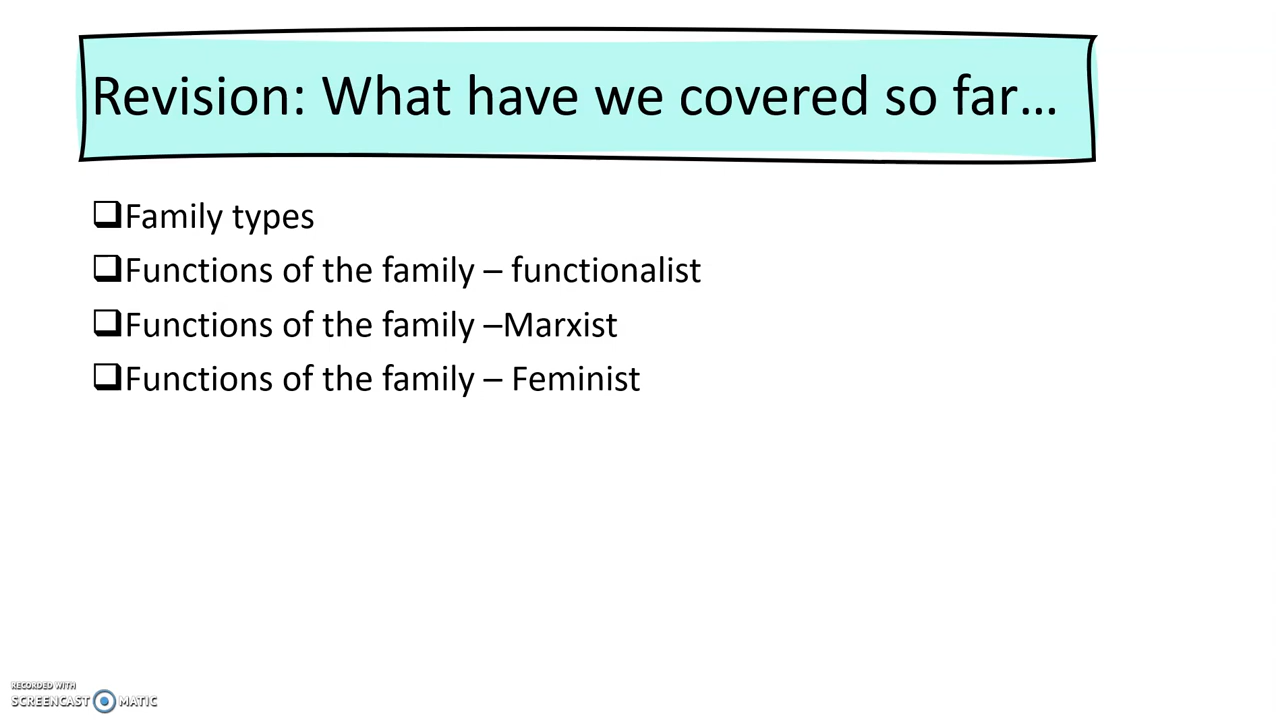 Revision: What have we covered so far…
Family types
Functions of the family – functionalist
Functions of the family –Marxist
Functions of the family – Feminist
RECORDED WITH
SCREENCAST MATIC